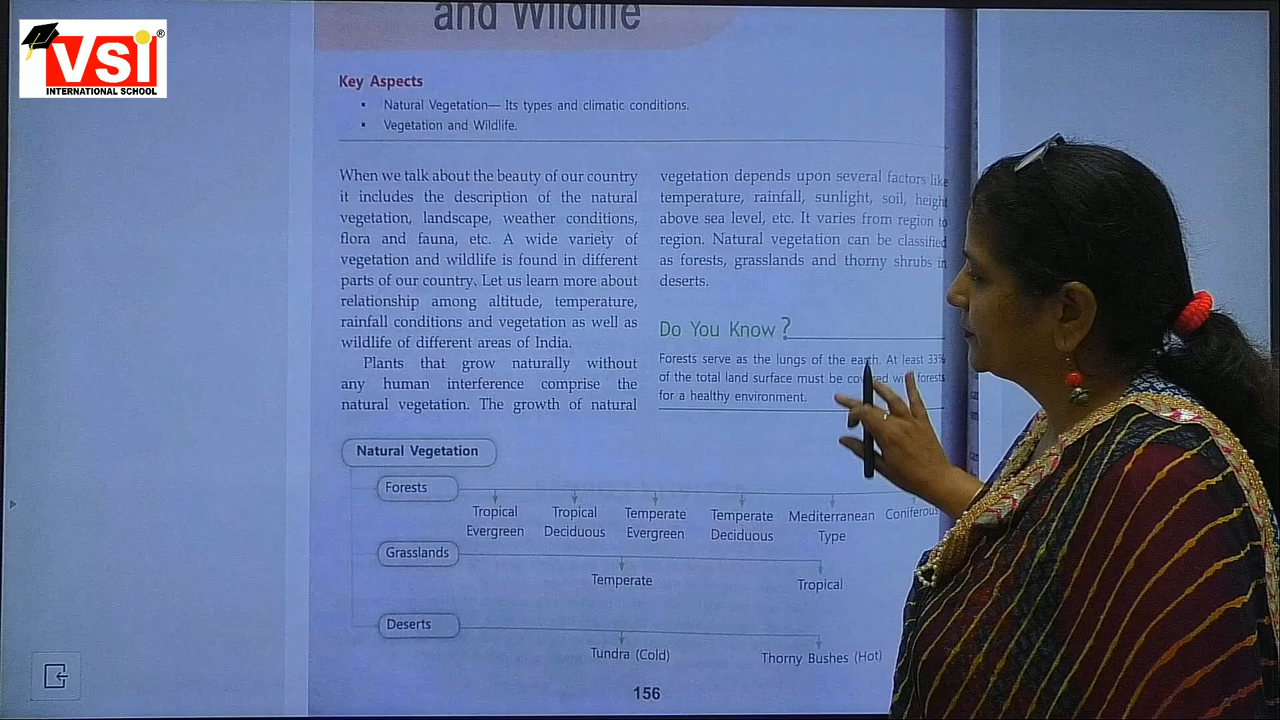 VSI
INTERNATIONAL SCHOOL
and Wildlife
Key Aspects
▪ Natural Vegetation— Its types and climatic conditions.
▪ Vegetation and Wildlife.
When we talk about the beauty of our country
it includes the description of the natural
vegetation, landscape, weather conditions,
flora and fauna, etc. A wide variety of
vegetation and wildlife is found in different
parts of our country. Let us learn more about
relationship among altitude, temperature,
rainfall conditions and vegetation as well as
wildlife of different areas of India.
Plants that grow naturally without
any human interference comprise the
natural vegetation. The growth of natural
vegetation depends upon several factors like
temperature, rainfall, sunlight, soil, height
above sea level, etc. It varies from region to
region. Natural vegetation can be classified
as forests, grasslands and thorny shrubs in
deserts.
Do You Know?
Forests serve as the lungs of the earth. At least 33%
of the total land surface must be covered with forests
for a healthy environment.
Natural Vegetation
Forests
Tropical Evergreen
Tropical Deciduous
Temperate Evergreen
Temperate Deciduous
Mediterranean Type
Coniferous
Grasslands
Temperate
Tropical
Deserts
Tundra (Cold)
Thorny Bushes (Hot)
156